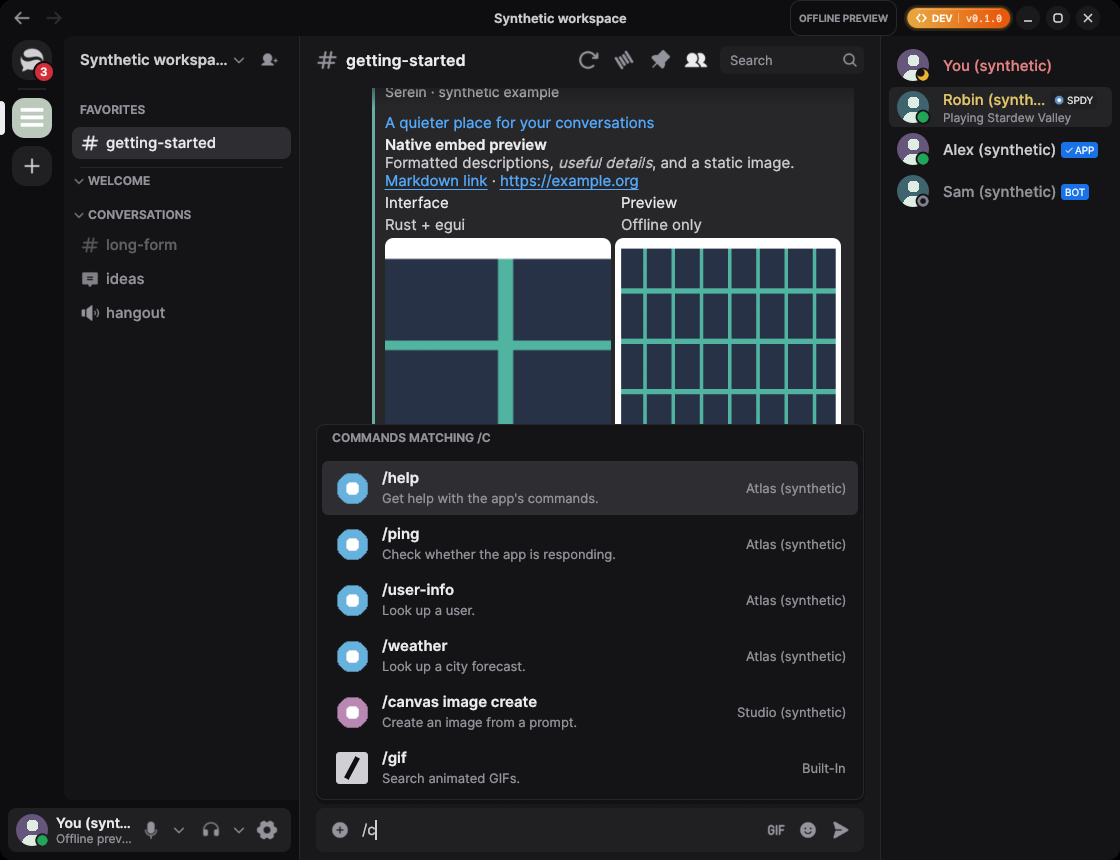 Synthetic workspace
OFFLINE PREVIEW
DEV v0.1.0
3
Synthetic workspa...
FAVORITES
# getting-started
WELCOME
CONVERSATIONS
# long-form
ideas
hangout
You (synt...
Offline prev...
# getting-started
Search
Serein · synthetic example
A quieter place for your conversations
Native embed preview
Formatted descriptions, useful details, and a static image.
Markdown link · https://example.org
Interface Preview
Rust + egui Offline only
COMMANDS MATCHING /C
/help
Get help with the app's commands.
Atlas (synthetic)
/ping
Check whether the app is responding.
Atlas (synthetic)
/user-info
Look up a user.
Atlas (synthetic)
/weather
Look up a city forecast.
Atlas (synthetic)
/canvas image create
Create an image from a prompt.
Studio (synthetic)
/gif
Search animated GIFs.
Built-In
/c
GIF
You (synthetic)
Robin (synth... SPDY
Playing Stardew Valley
Alex (synthetic) APP
Sam (synthetic) BOT